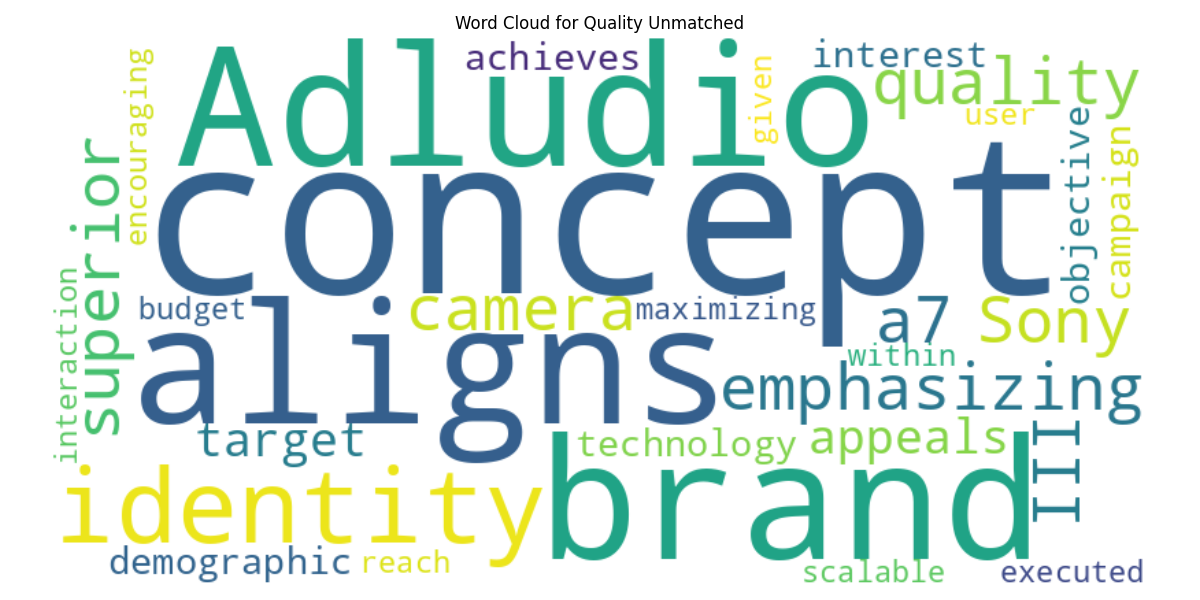 Word Cloud for Quality Unmatched
Adludio
achieves
interest
quality
given
user
encouraging
superior
concept
objective
campaign
interaction
budget
aligns
camera
maximizing
a7
Sony
within
emphasizing
target
technology
appeals
III
identity
brand
demographic
reach
scalable
executed